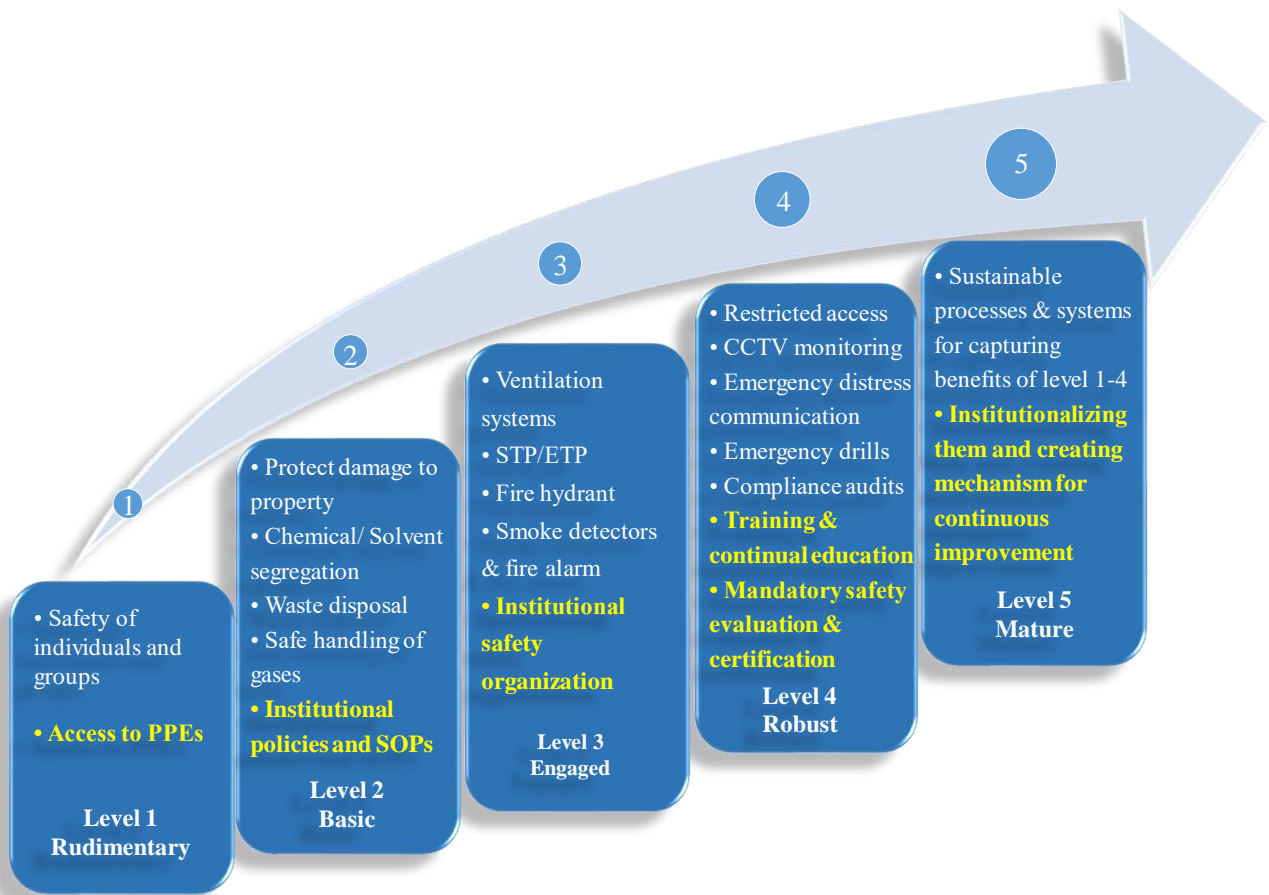 1
2
3
4
5
• Safety of
individuals and
groups
• Access to PPEs
Level 1
Rudimentary
• Protect damage to
property
• Chemical/ Solvent
segregation
• Waste disposal
• Safe handling of
gases
• Institutional
policies and SOPs
Level 2
Basic
• Ventilation
systems
• STP/ETP
• Fire hydrant
• Smoke detectors
& fire alarm
• Institutional
safety
organization
Level 3
Engaged
• Restricted access
• CCTV monitoring
• Emergency distress
communication
• Emergency drills
• Compliance audits
• Training &
continual education
• Mandatory safety
evaluation &
certification
Level 4
Robust
• Sustainable
processes & systems
for capturing
benefits of level 1-4
• Institutionalizing
them and creating
mechanism for
continuous
improvement
Level 5
Mature